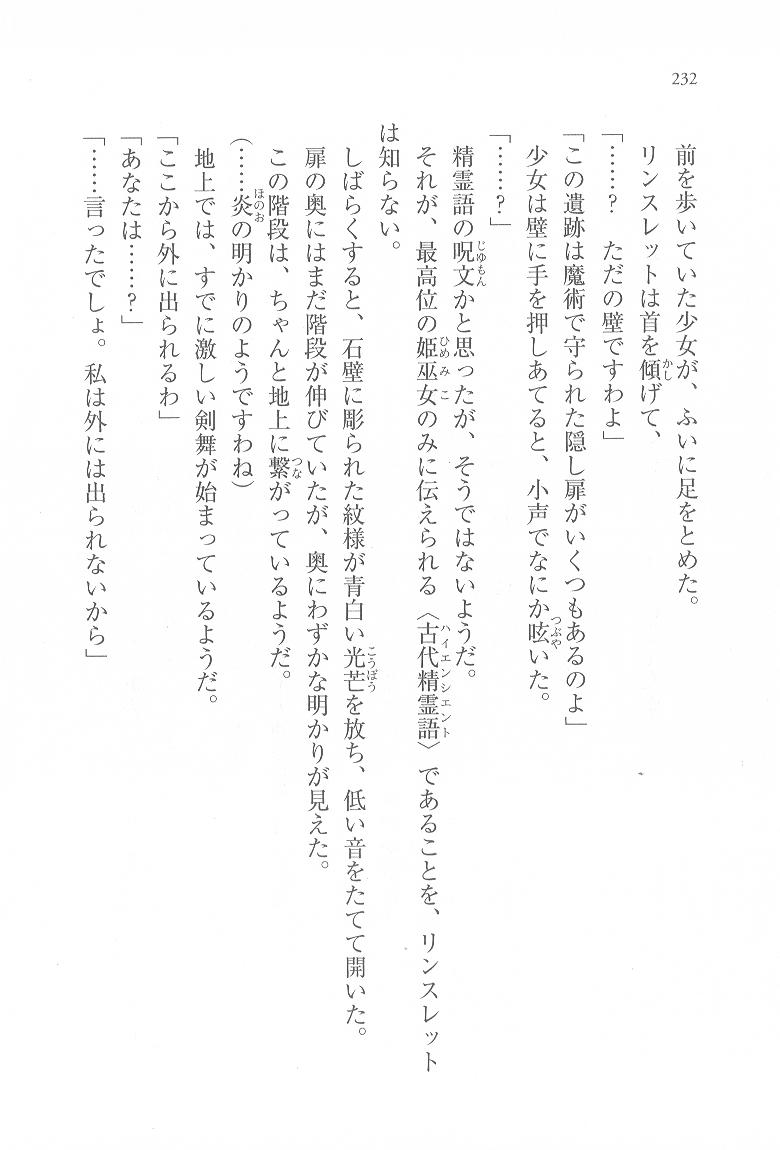 232
前を歩いていた少女が、ふいに足をとめた。
リンスレットは首を傾げて、
「……？　ただの壁ですわよ」
「この遺跡は魔術で守られた隠し扉がいくつもあるのよ」
少女は壁に手を押しあてると、小声でなにか呟いた。
「……？」
精霊語の呪文かと思ったが、そうではないようだ。
それが、最高位の姫巫女のみに伝えられる〈古代精霊語〉であることを、リンスレット
は知らない。
しばらくすると、石壁に彫られた紋様が青白い光芒を放ち、低い音をたてて開いた。
扉の奥にはまだ階段が伸びていたが、奥にわずかな明かりが見えた。
この階段は、ちゃんと地上に繋がっているようだ。
（……炎の明かりのようですわね）
地上では、すでに激しい剣舞が始まっているようだ。
「ここから外に出られるわ」
「あなたは……？」
「……言ったでしょ。私は外には出られないから」